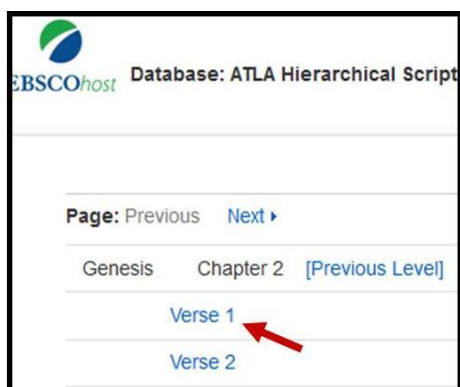 EBSCOhost Database: ATLA Hierarchical Script
Page: Previous Next
Genesis Chapter 2 [Previous Level]
Verse 1
Verse 2